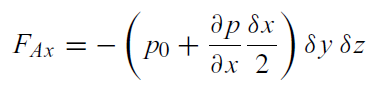 F_{Ax} = -\left( p_0 + \frac{\partial p}{\partial x} \frac{\delta x}{2} \right) \delta y \, \delta z